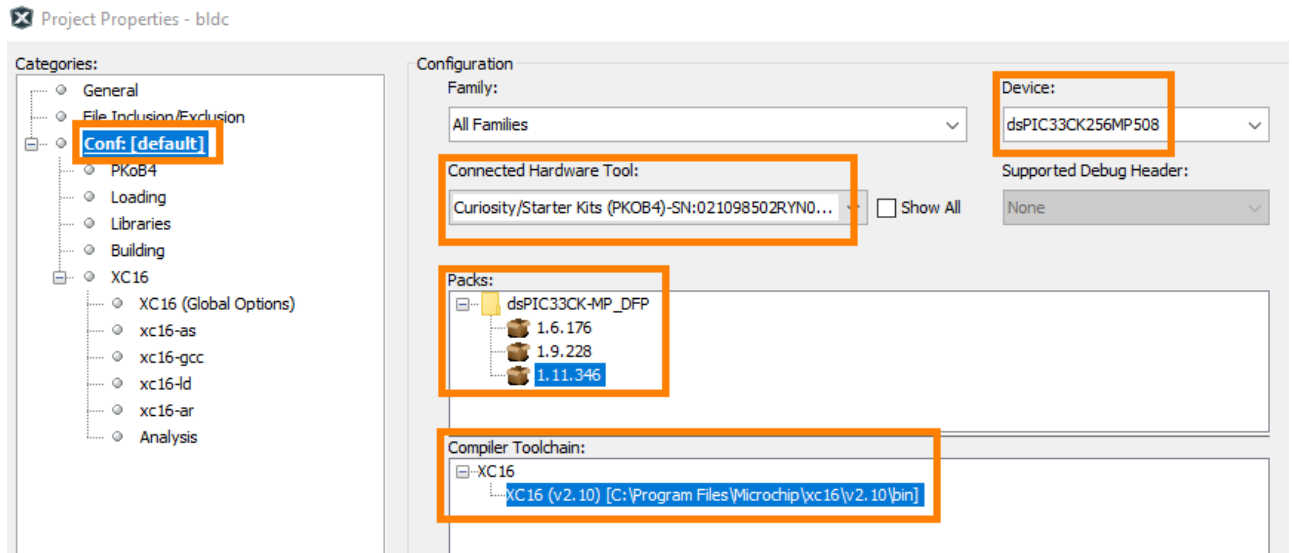 Project Properties - bldc
Categories:
General
File Inclusion/Exclusion
Conf: [default]
PKoB4
Loading
Libraries
Building
XC16
XC16 (Global Options)
xc16-as
xc16-gcc
xc16-ld
xc16-ar
Analysis
Configuration
Family:
All Families
Device:
dsPIC33CK256MP508
Connected Hardware Tool:
Curiosity/Starter Kits (PKOB4)-SN:021098502RYN0...
Show All
Supported Debug Header:
None
Packs:
dsPIC33CK-MP_DFP
1.6.176
1.9.228
1.11.346
Compiler Toolchain:
XC16
XC16 (v2.10) [C:\Program Files\Microchip\xc16\v2.10\bin]